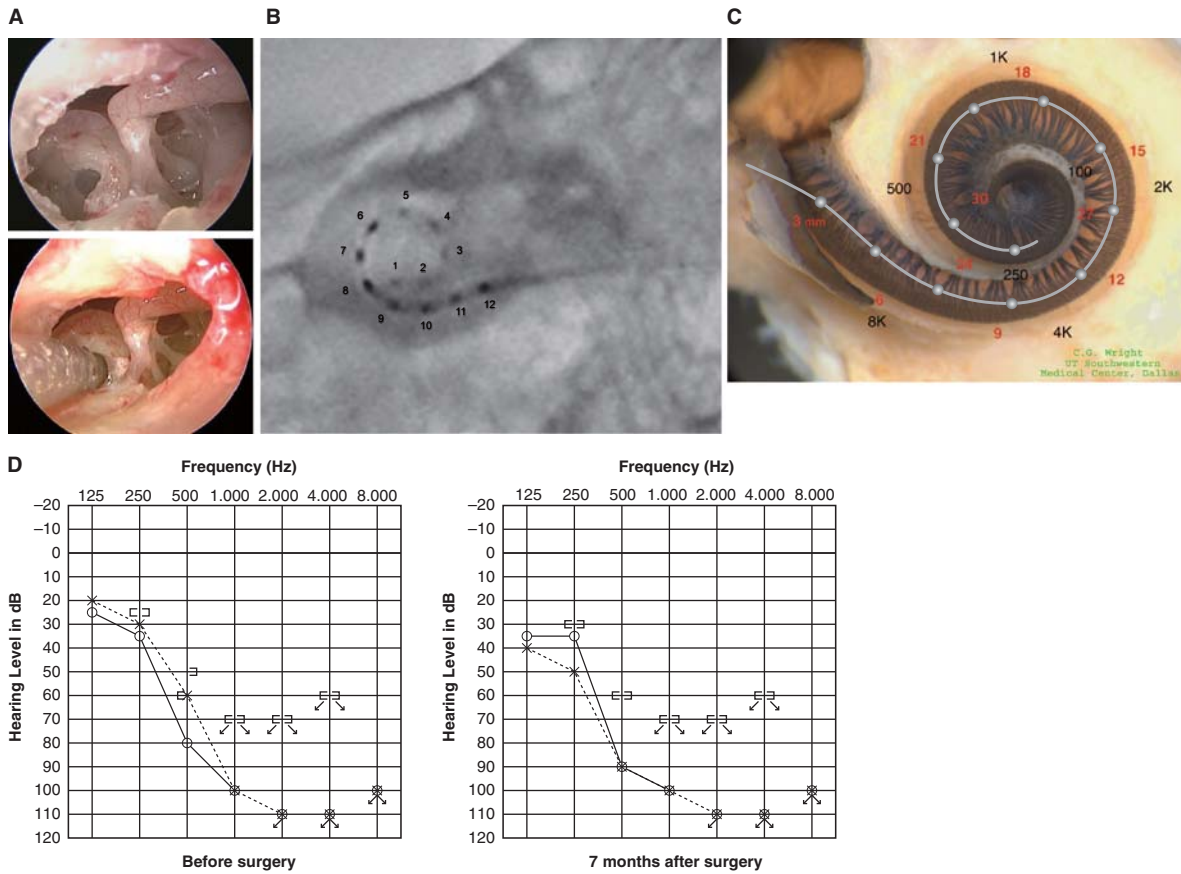 A
B
C
5
6
4
7
3
1
2
8
12
11
9
10
1K
18
21
15
100
2K
500
30
27
3 mm
24
250
12
6
8K
9
4K
C.G. Wright
UT Southwestern
Medical Center, Dallas
D
Frequency (Hz)
125 250 500 1.000 2.000 4.000 8.000
–20
–10
0
10
20
30
40
50
60
70
80
90
100
110
120
Hearing Level in dB
Before surgery
Frequency (Hz)
125 250 500 1.000 2.000 4.000 8.000
–20
–10
0
10
20
30
40
50
60
70
80
90
100
110
120
Hearing Level in dB
7 months after surgery